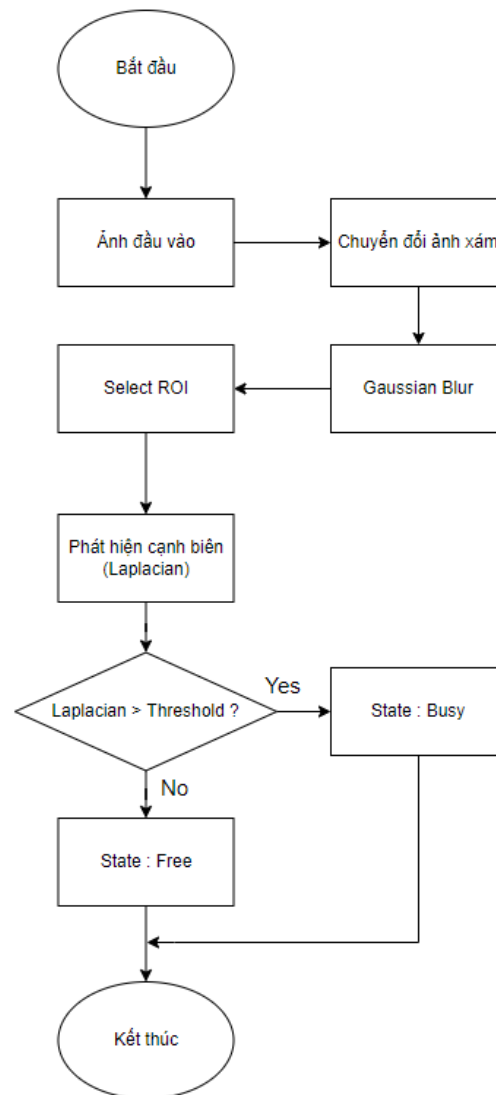 Bắt đầu
Ảnh đầu vào
Chuyển đổi ảnh xám
Gaussian Blur
Select ROI
Phát hiện cạnh biên
(Laplacian)
Laplacian > Threshold ?
Yes
State : Busy
No
State : Free
Kết thúc